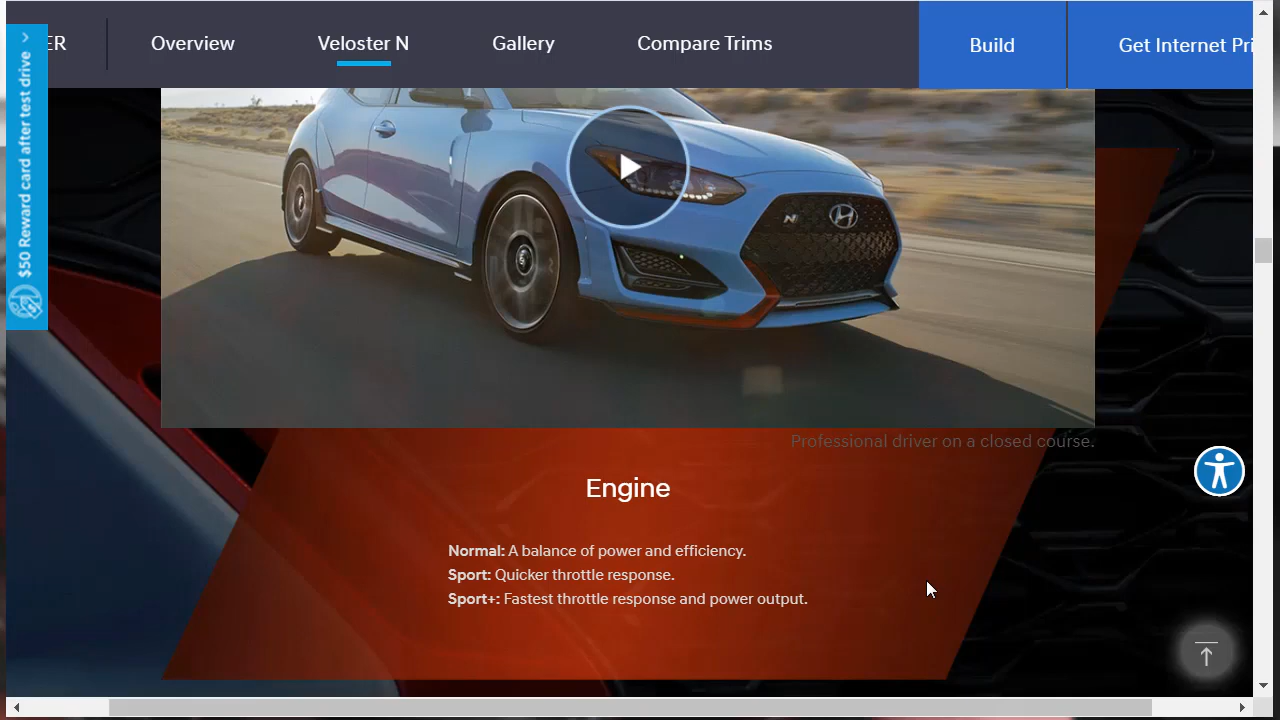 ER
Overview
Veloster N
Gallery
Compare Trims
Build
Get Internet Pri
$50 Reward card after test drive
N
Professional driver on a closed course.
Engine
Normal: A balance of power and efficiency.
Sport: Quicker throttle response.
Sport+: Fastest throttle response and power output.